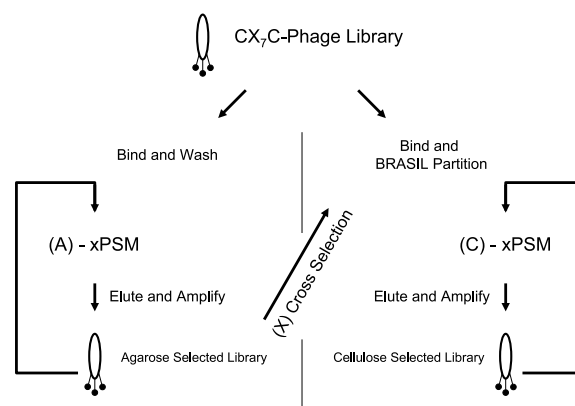 CX₇C-Phage Library
Bind and Wash
Bind and
BRASIL Partition
(A) - xPSM
(X) Cross Selection
(C) - xPSM
Elute and Amplify
Elute and Amplify
Agarose Selected Library
Cellulose Selected Library